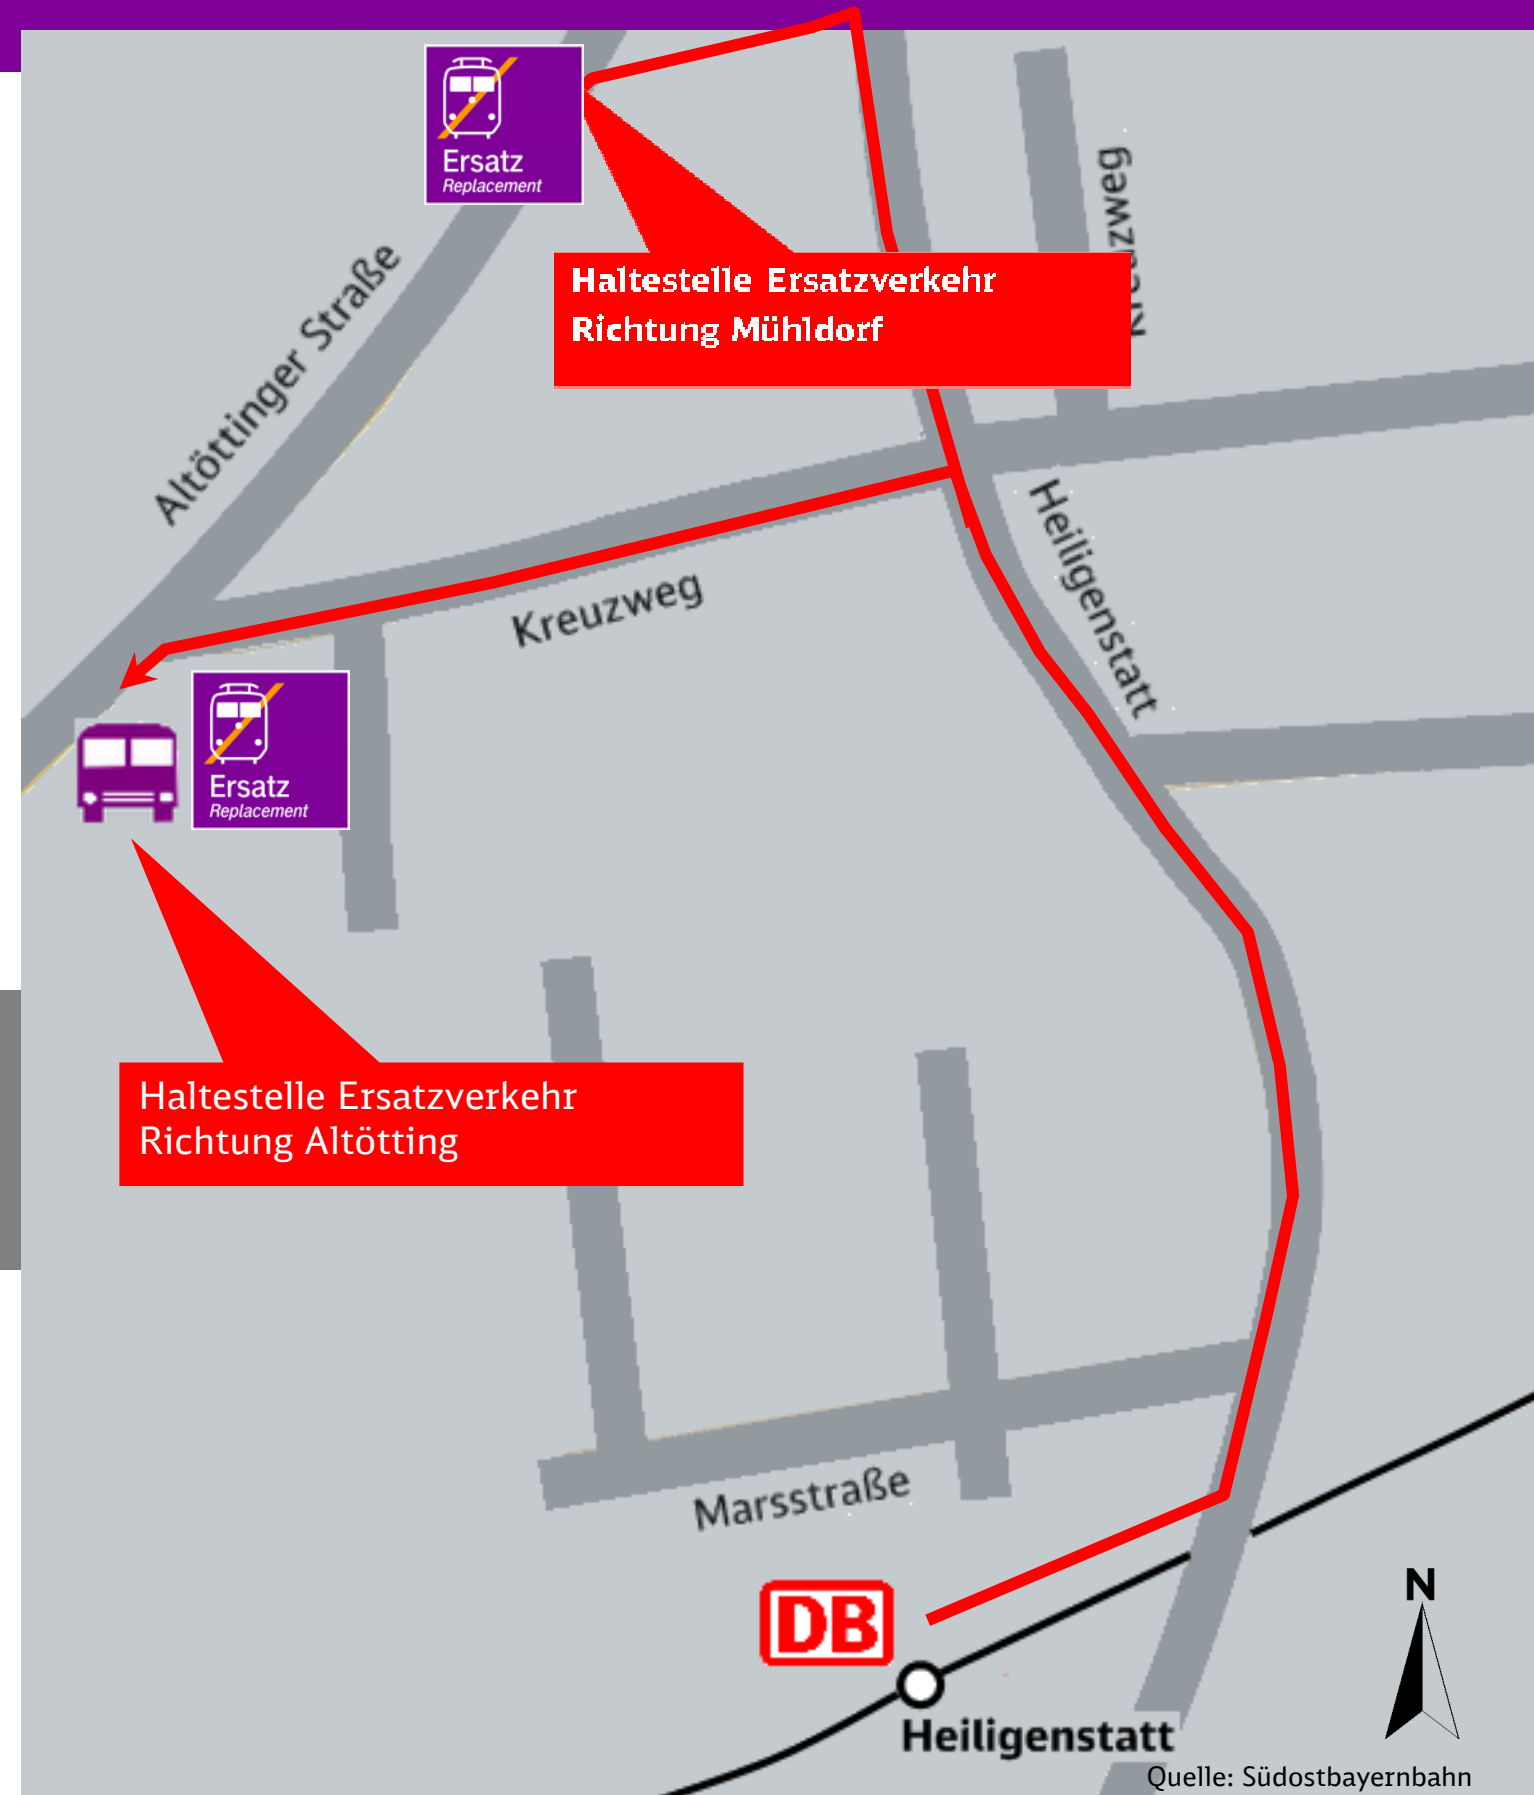 Ersatz
Replacement
Kreuzweg
Altöttinger Straße
Haltestelle Ersatzverkehr
Richtung Mühldorf
Heiligenstatt
Kreuzweg
Ersatz
Replacement
Haltestelle Ersatzverkehr
Richtung Altötting
Marsstraße
DB
N
Heiligenstatt
Quelle: Südostbayernbahn